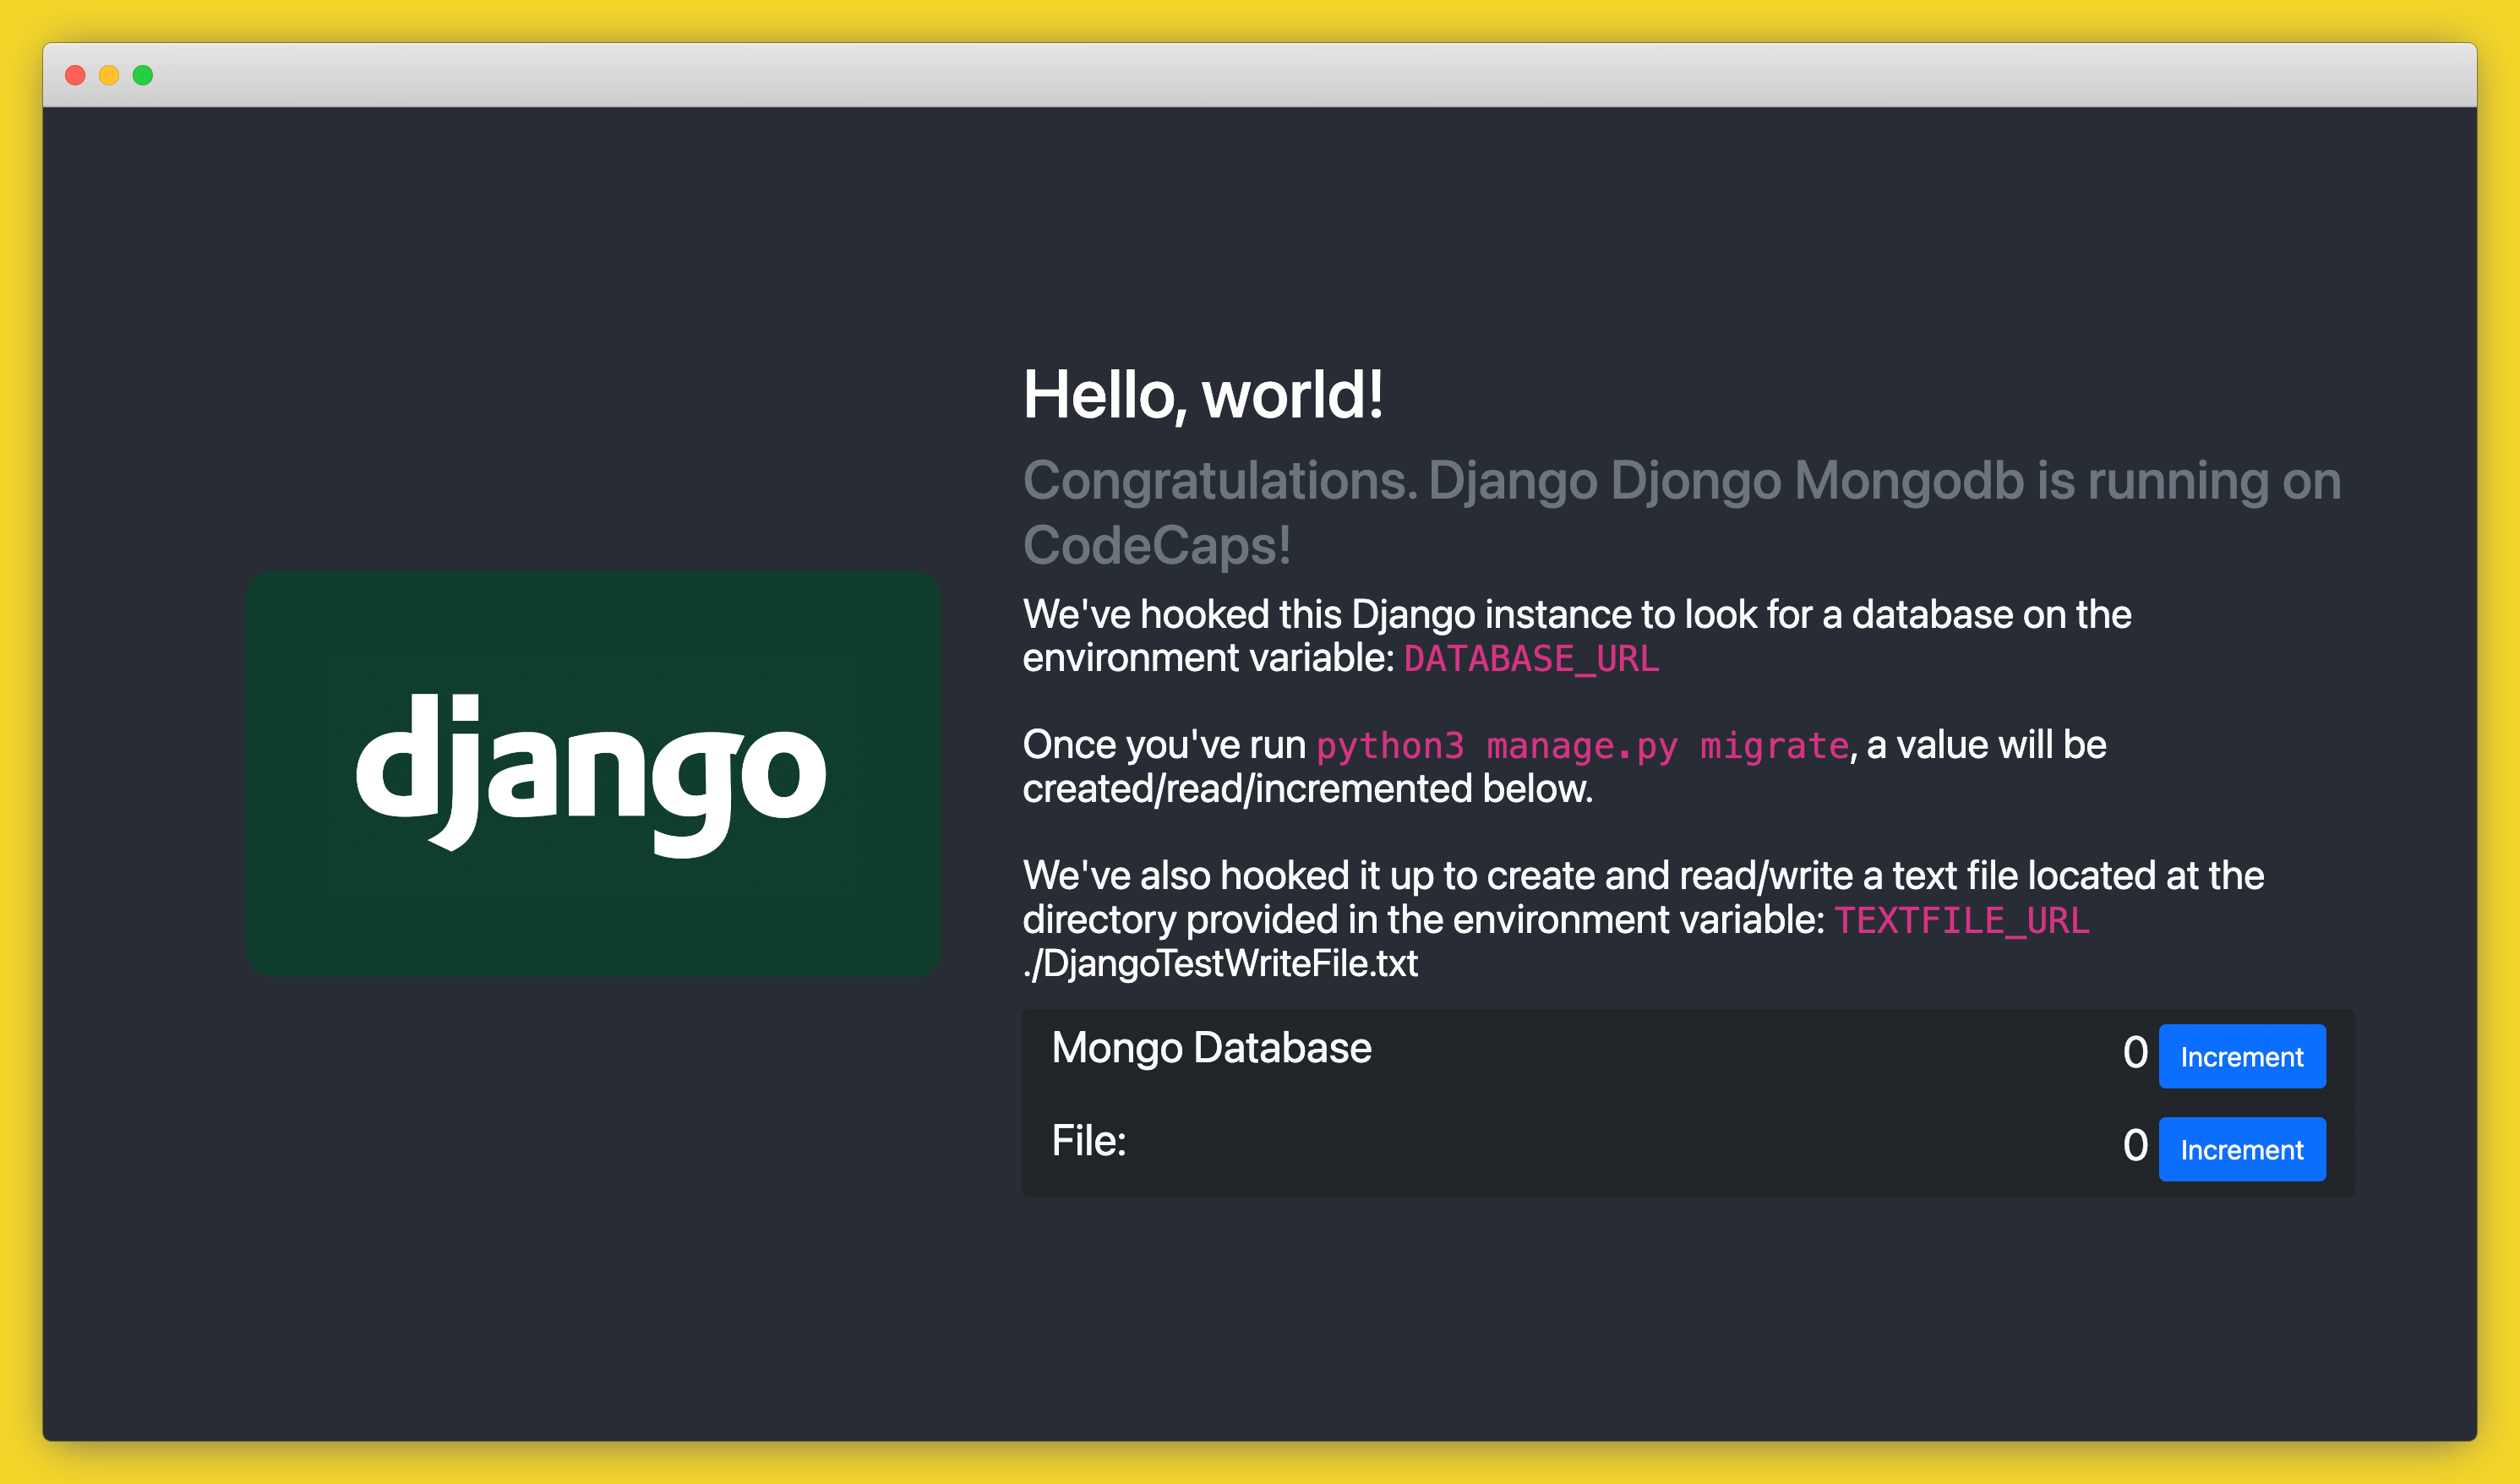 django
Hello, world!
Congratulations. Django Djongo Mongodb is running on
CodeCaps!
We've hooked this Django instance to look for a database on the
environment variable: DATABASE_URL
Once you've run python3 manage.py migrate, a value will be
created/read/incremented below.
We've also hooked it up to create and read/write a text file located at the
directory provided in the environment variable: TEXTFILE_URL
./DjangoTestWriteFile.txt
Mongo Database 0 Increment
File: 0 Increment